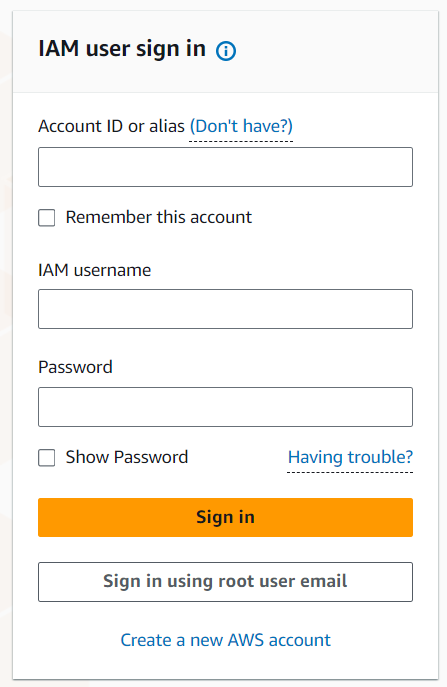 IAM user sign in
Account ID or alias (Don't have?)
Remember this account
IAM username
Password
Show Password Having trouble?
Sign in
Sign in using root user email
Create a new AWS account